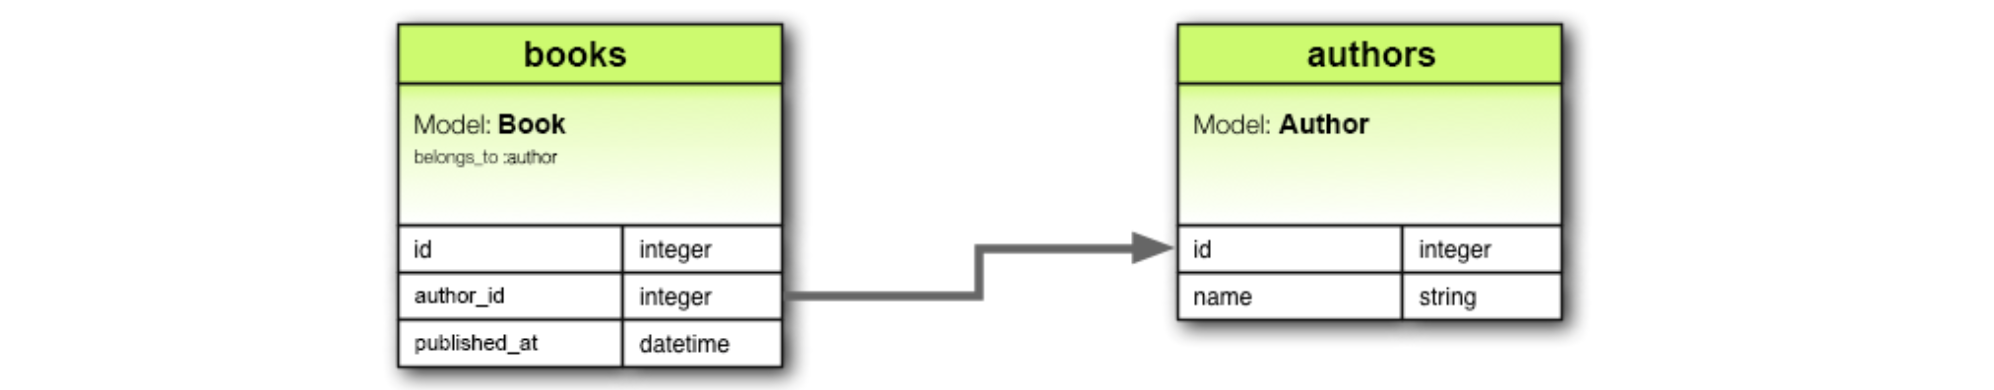 books
Model: Book
belongs_to :author
id integer
author_id integer
published_at datetime
authors
Model: Author
id integer
name string